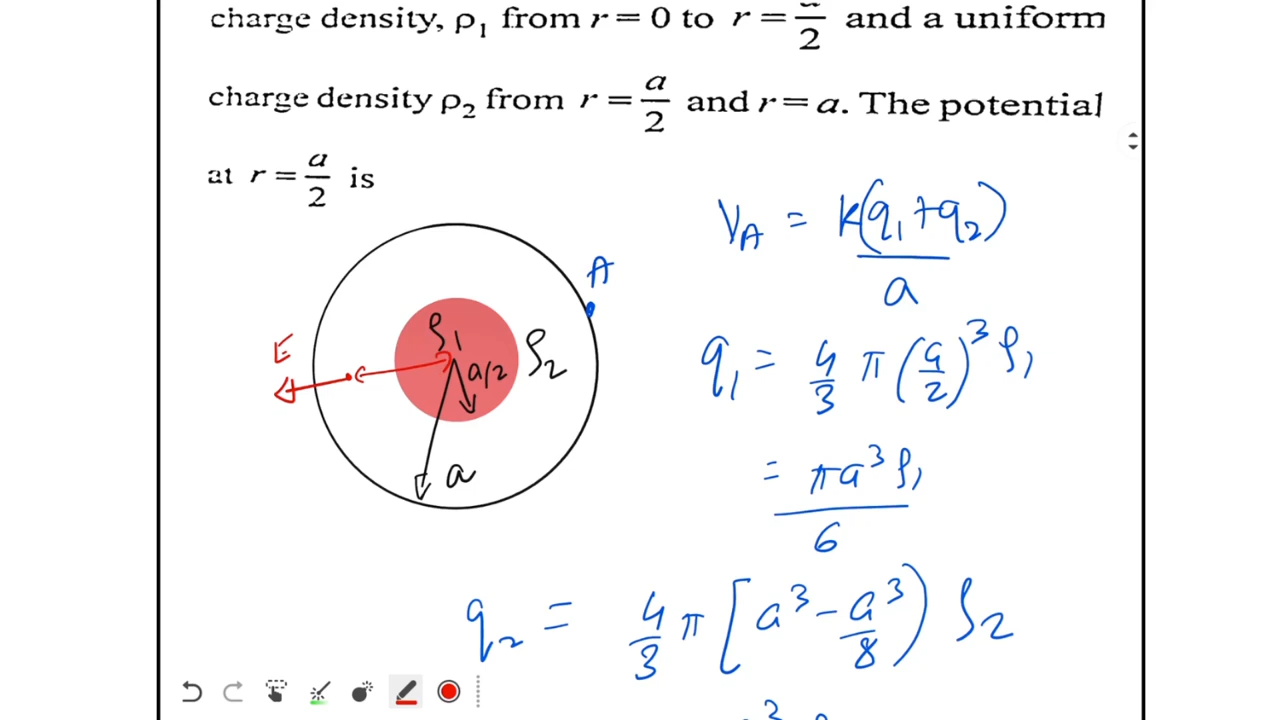 charge density, ρ₁ from r = 0 to r = a/2 and a uniform
charge density ρ₂ from r = a/2 and r = a. The potential
at r = a/2 is
V_A = k(q₁+q₂)/a
A
q₁ = 4/3 π (a/2)³ ρ₁
E
ρ₁
a/2
ρ₂
= πa³ρ₁/6
a
q₂ = 4/3 π [a³ - a³/8) ρ₂